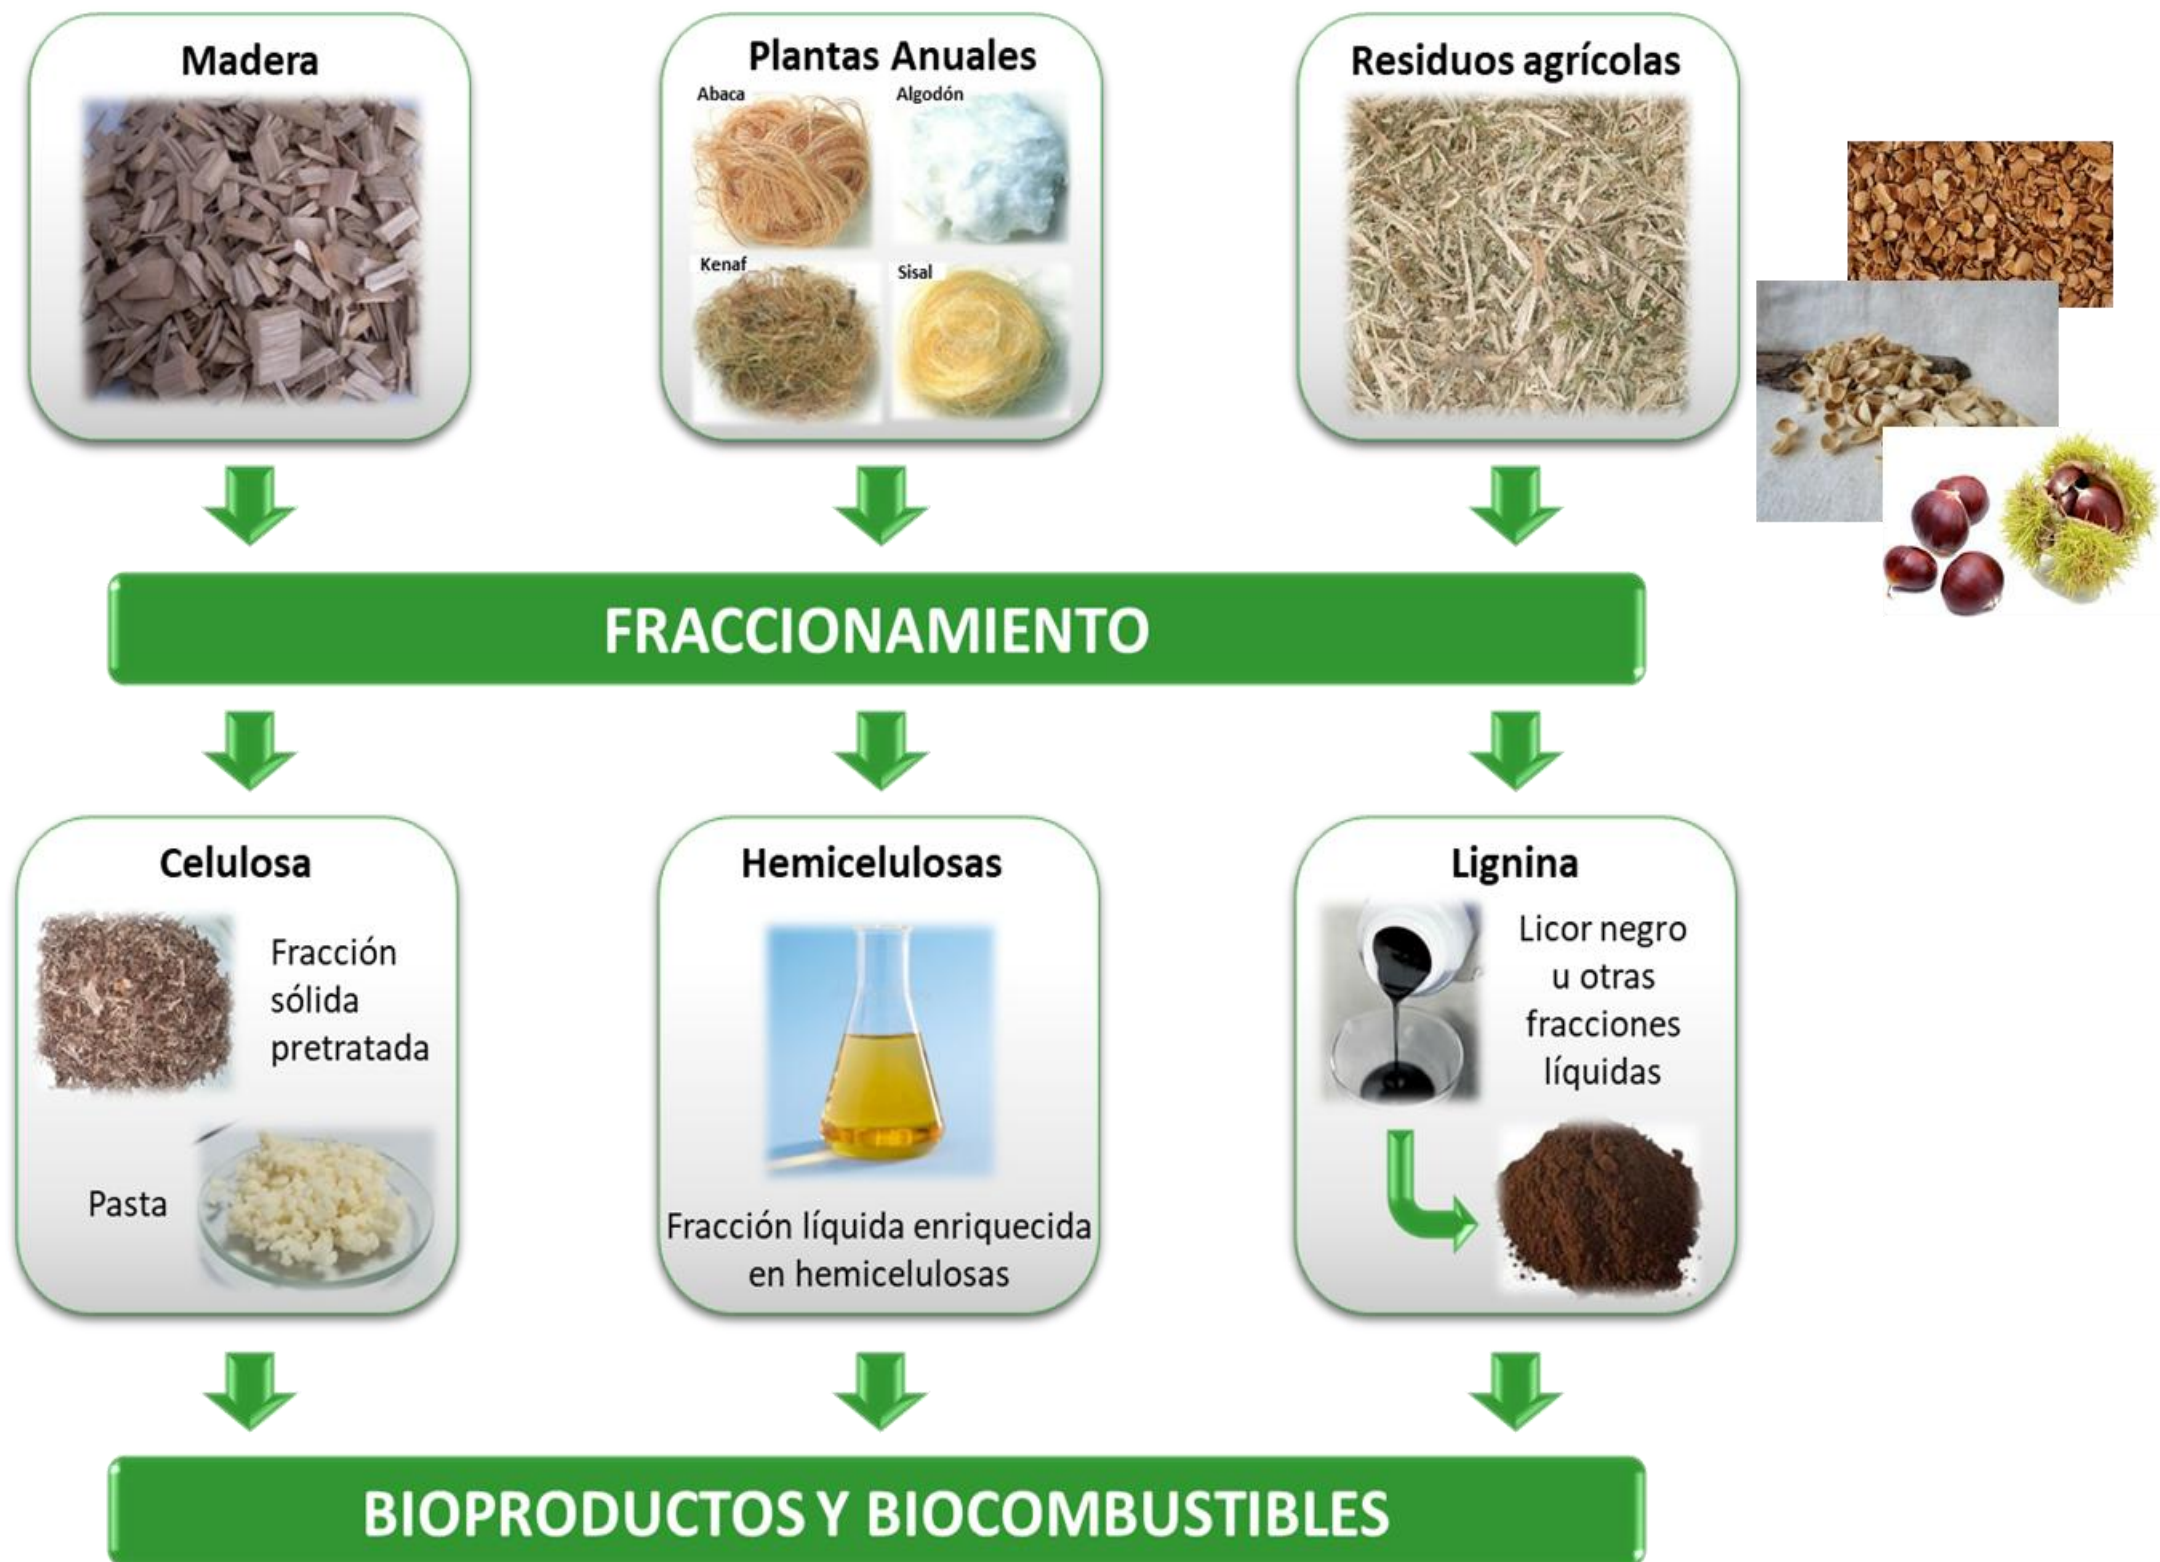 Madera
Plantas Anuales
Abaca
Algodón
Kenaf
Sisal
Residuos agrícolas
FRACCIONAMIENTO
Celulosa
Fracción
sólida
pretratada
Pasta
Hemicelulosas
Fracción líquida enriquecida
en hemicelulosas
Lignina
Licor negro
u otras
fracciones
líquidas
BIOPRODUCTOS Y BIOCOMBUSTIBLES